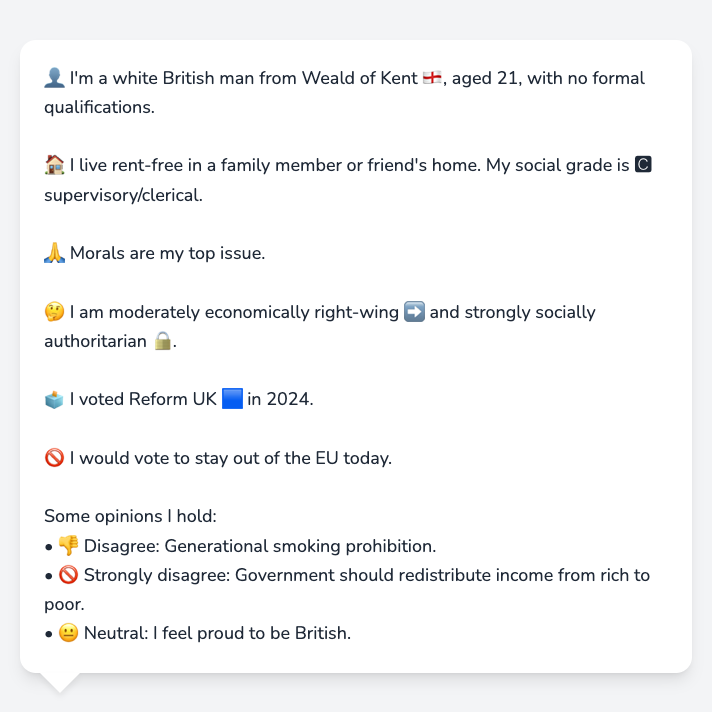 👤 I'm a white British man from Weald of Kent 🏴󠁧󠁢󠁥󠁮󠁧󠁿, aged 21, with no formal
qualifications.
🏠 I live rent-free in a family member or friend's home. My social grade is 🅲
supervisory/clerical.
🙏 Morals are my top issue.
🤔 I am moderately economically right-wing ➡️ and strongly socially
authoritarian 🔒.
🗳️ I voted Reform UK 🟦 in 2024.
🚫 I would vote to stay out of the EU today.
Some opinions I hold:
• 👎 Disagree: Generational smoking prohibition.
• 🚫 Strongly disagree: Government should redistribute income from rich to
poor.
• 😐 Neutral: I feel proud to be British.